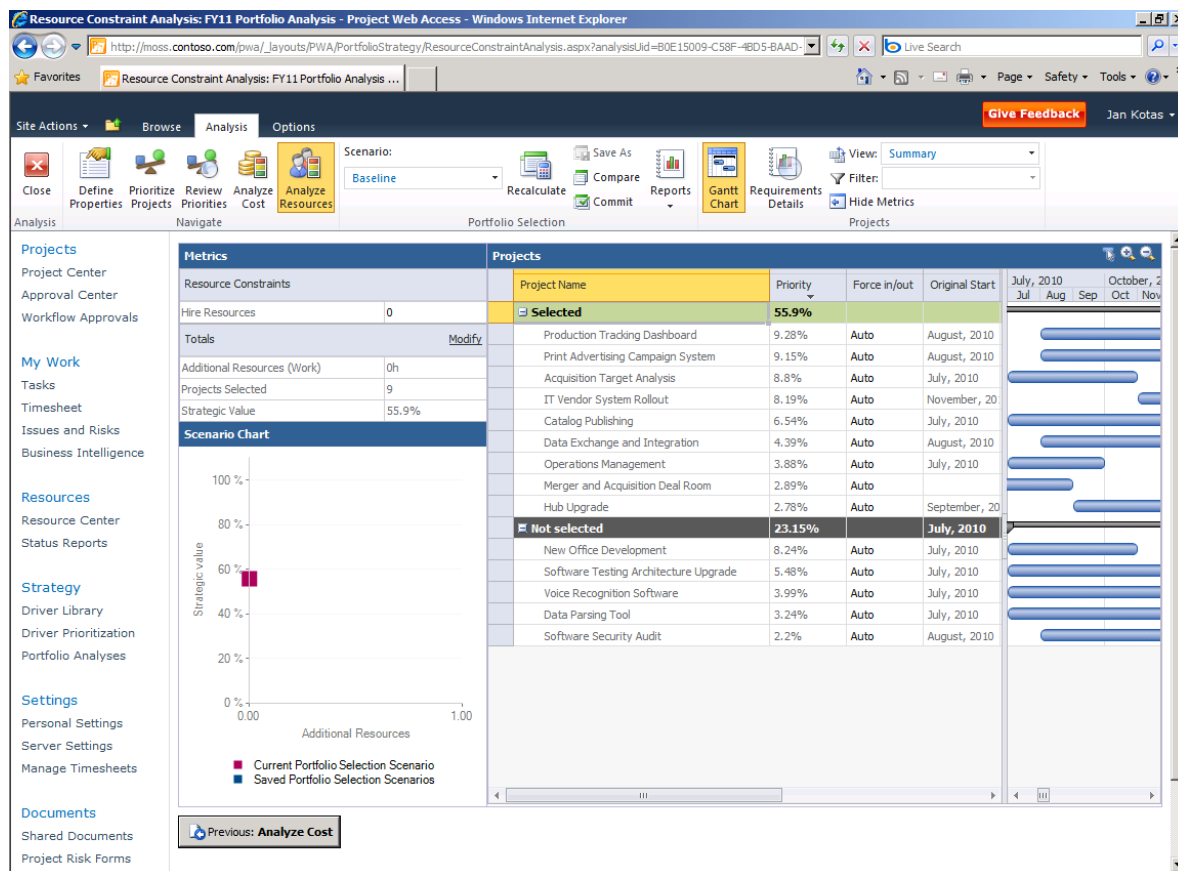 Resource Constraint Analysis: FY11 Portfolio Analysis - Project Web Access - Windows Internet Explorer
http://moss.contoso.com/pwa/_layouts/PWA/PortfolioStrategy/ResourceConstraintAnalysis.aspx?analysisUid=B0E15009-C58F-4BD5-BAAD-
Live Search
Favorites
Resource Constraint Analysis: FY11 Portfolio Analysis ...
Page
Safety
Tools
Site Actions
Browse
Analysis
Options
Give Feedback
Jan Kotas
Close
Define Properties
Prioritize Projects
Review Priorities
Analyze Cost
Analyze Resources
Scenario:
Baseline
Recalculate
Save As
Compare
Commit
Reports
Gantt Chart
Requirements Details
View: Summary
Filter:
Hide Metrics
Analysis
Navigate
Portfolio Selection
Projects
Projects
Project Center
Approval Center
Workflow Approvals
My Work
Tasks
Timesheet
Issues and Risks
Business Intelligence
Resources
Resource Center
Status Reports
Strategy
Driver Library
Driver Prioritization
Portfolio Analyses
Settings
Personal Settings
Server Settings
Manage Timesheets
Documents
Shared Documents
Project Risk Forms
Metrics
Resource Constraints
Hire Resources 0
Totals Modify
Additional Resources (Work) 0h
Projects Selected 9
Strategic Value 55.9%
Scenario Chart
100 %
80 %
60 %
40 %
20 %
0 %
Strategic value
0.00 1.00
Additional Resources
Current Portfolio Selection Scenario
Saved Portfolio Selection Scenarios
Previous: Analyze Cost
Projects
Project Name Priority Force in/out Original Start July, 2010 October, 2
Jul Aug Sep Oct Nov
Selected 55.9%
Production Tracking Dashboard 9.28% Auto August, 2010
Print Advertising Campaign System 9.15% Auto August, 2010
Acquisition Target Analysis 8.8% Auto July, 2010
IT Vendor System Rollout 8.19% Auto November, 20
Catalog Publishing 6.54% Auto July, 2010
Data Exchange and Integration 4.39% Auto August, 2010
Operations Management 3.88% Auto July, 2010
Merger and Acquisition Deal Room 2.89% Auto
Hub Upgrade 2.78% Auto September, 20
Not selected 23.15% July, 2010
New Office Development 8.24% Auto July, 2010
Software Testing Architecture Upgrade 5.48% Auto July, 2010
Voice Recognition Software 3.99% Auto July, 2010
Data Parsing Tool 3.24% Auto July, 2010
Software Security Audit 2.2% Auto August, 2010